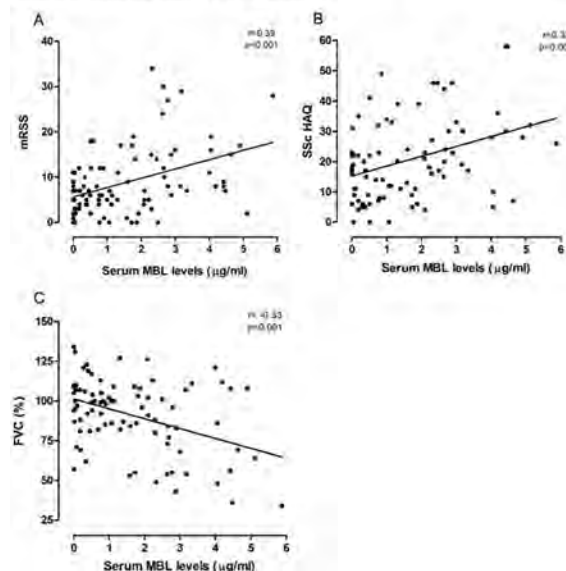 A
r=0.39
p<0.001
mRSS
40
30
20
10
0
0 1 2 3 4 5 6
Serum MBL levels (µg/ml)
B
SSc HAQ
60
50
40
30
20
10
0
0 1 2 3 4 5 6
Serum MBL levels (µg/ml)
C
p=0.001
FVC (%)
150
125
100
75
50
25
0 1 2 3 4 5 6
Serum MBL levels (µg/ml)